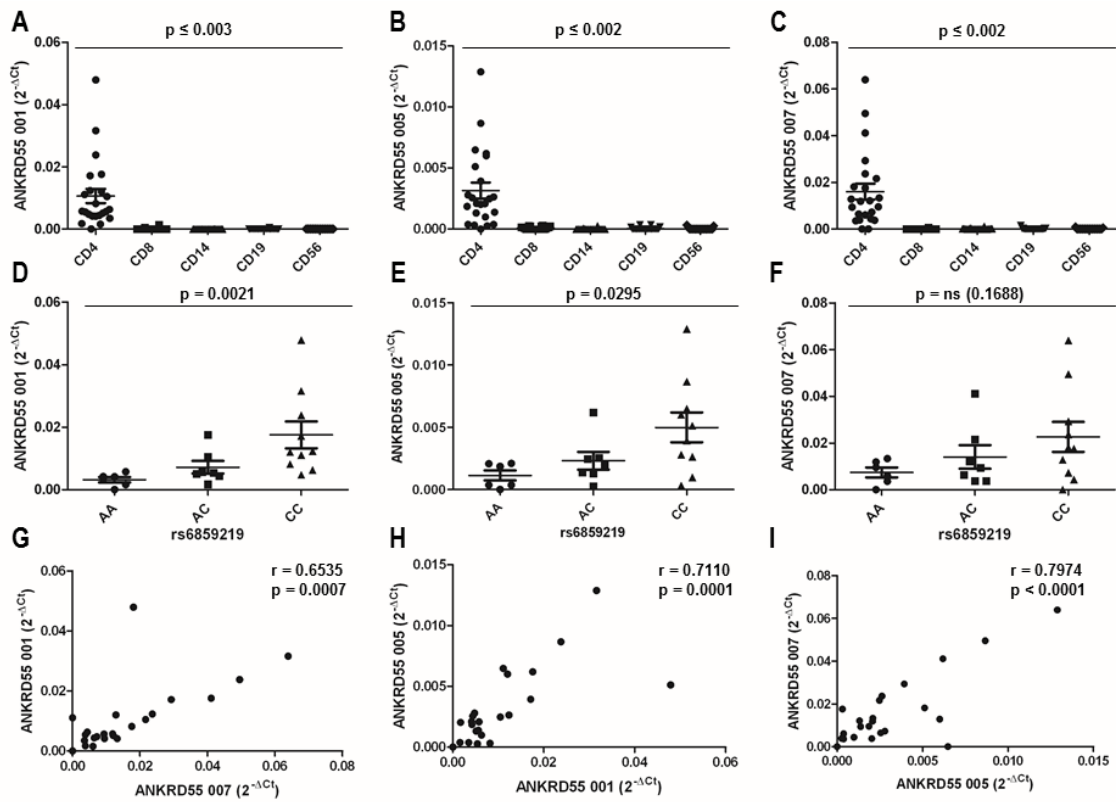 A
p ≤ 0.003
ANKRD55 001 (2^-ΔCt)
0.06
0.04
0.02
0.00
CD4
CD8
CD14
CD19
CD56
B
p ≤ 0.002
ANKRD55 005 (2^-ΔCt)
0.015
0.010
0.005
0.000
CD4
CD8
CD14
CD19
CD56
C
p ≤ 0.002
ANKRD55 007 (2^-ΔCt)
0.08
0.06
0.04
0.02
0.00
CD4
CD8
CD14
CD19
CD56
D
p = 0.0021
ANKRD55 001 (2^-ΔCt)
0.06
0.04
0.02
0.00
AA
AC
CC
rs6859219
E
p = 0.0295
ANKRD55 005 (2^-ΔCt)
0.015
0.010
0.005
0.000
AA
AC
CC
rs6859219
F
p = ns (0.1688)
ANKRD55 007 (2^-ΔCt)
0.08
0.06
0.04
0.02
0.00
AA
AC
CC
rs6859219
G
r = 0.6535
p = 0.0007
ANKRD55 001 (2^-ΔCt)
0.06
0.04
0.02
0.00
0.00 0.02 0.04 0.06 0.08
ANKRD55 007 (2^-ΔCt)
H
r = 0.7110
p = 0.0001
ANKRD55 005 (2^-ΔCt)
0.015
0.010
0.005
0.000
0.00 0.02 0.04 0.06
ANKRD55 001 (2^-ΔCt)
I
r = 0.7974
p < 0.0001
ANKRD55 007 (2^-ΔCt)
0.08
0.06
0.04
0.02
0.00
0.000 0.005 0.010 0.015
ANKRD55 005 (2^-ΔCt)